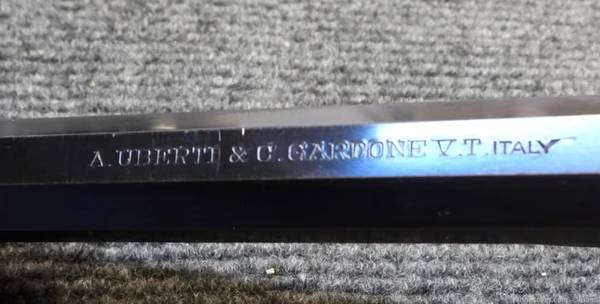 A. UBERTI & C. GARDONE V.T. ITALY